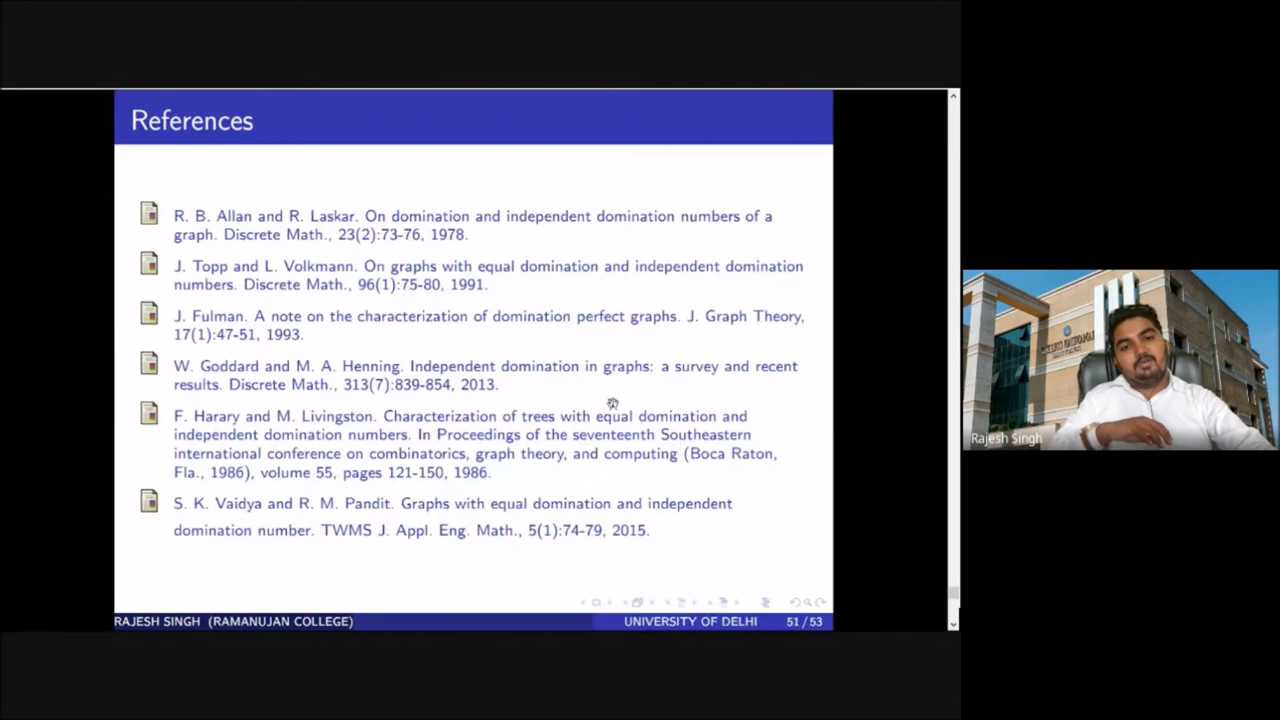 References
R. B. Allan and R. Laskar. On domination and independent domination numbers of a
graph. Discrete Math., 23(2):73-76, 1978.
J. Topp and L. Volkmann. On graphs with equal domination and independent domination
numbers. Discrete Math., 96(1):75-80, 1991.
J. Fulman. A note on the characterization of domination perfect graphs. J. Graph Theory,
17(1):47-51, 1993.
W. Goddard and M. A. Henning. Independent domination in graphs: a survey and recent
results. Discrete Math., 313(7):839-854, 2013.
F. Harary and M. Livingston. Characterization of trees with equal domination and
independent domination numbers. In Proceedings of the seventeenth Southeastern
international conference on combinatorics, graph theory, and computing (Boca Raton,
Fla., 1986), volume 55, pages 121-150, 1986.
S. K. Vaidya and R. M. Pandit. Graphs with equal domination and independent
domination number. TWMS J. Appl. Eng. Math., 5(1):74-79, 2015.
RAJESH SINGH (RAMANUJAN COLLEGE)
UNIVERSITY OF DELHI
51 / 53
Rajesh Singh